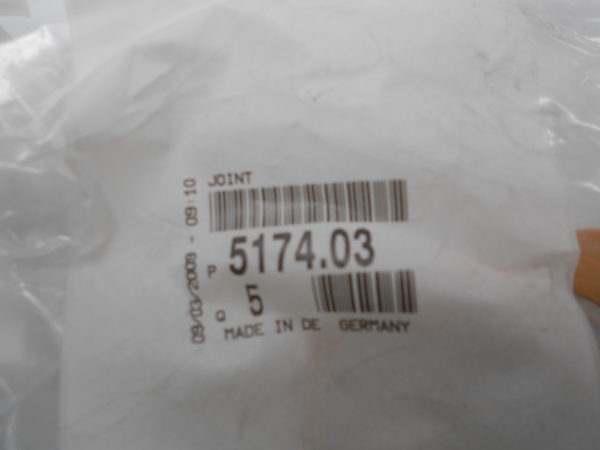 JOINT
P 5174.03
Q 5
MADE IN DE GERMANY
09/03/2009 - 09:10